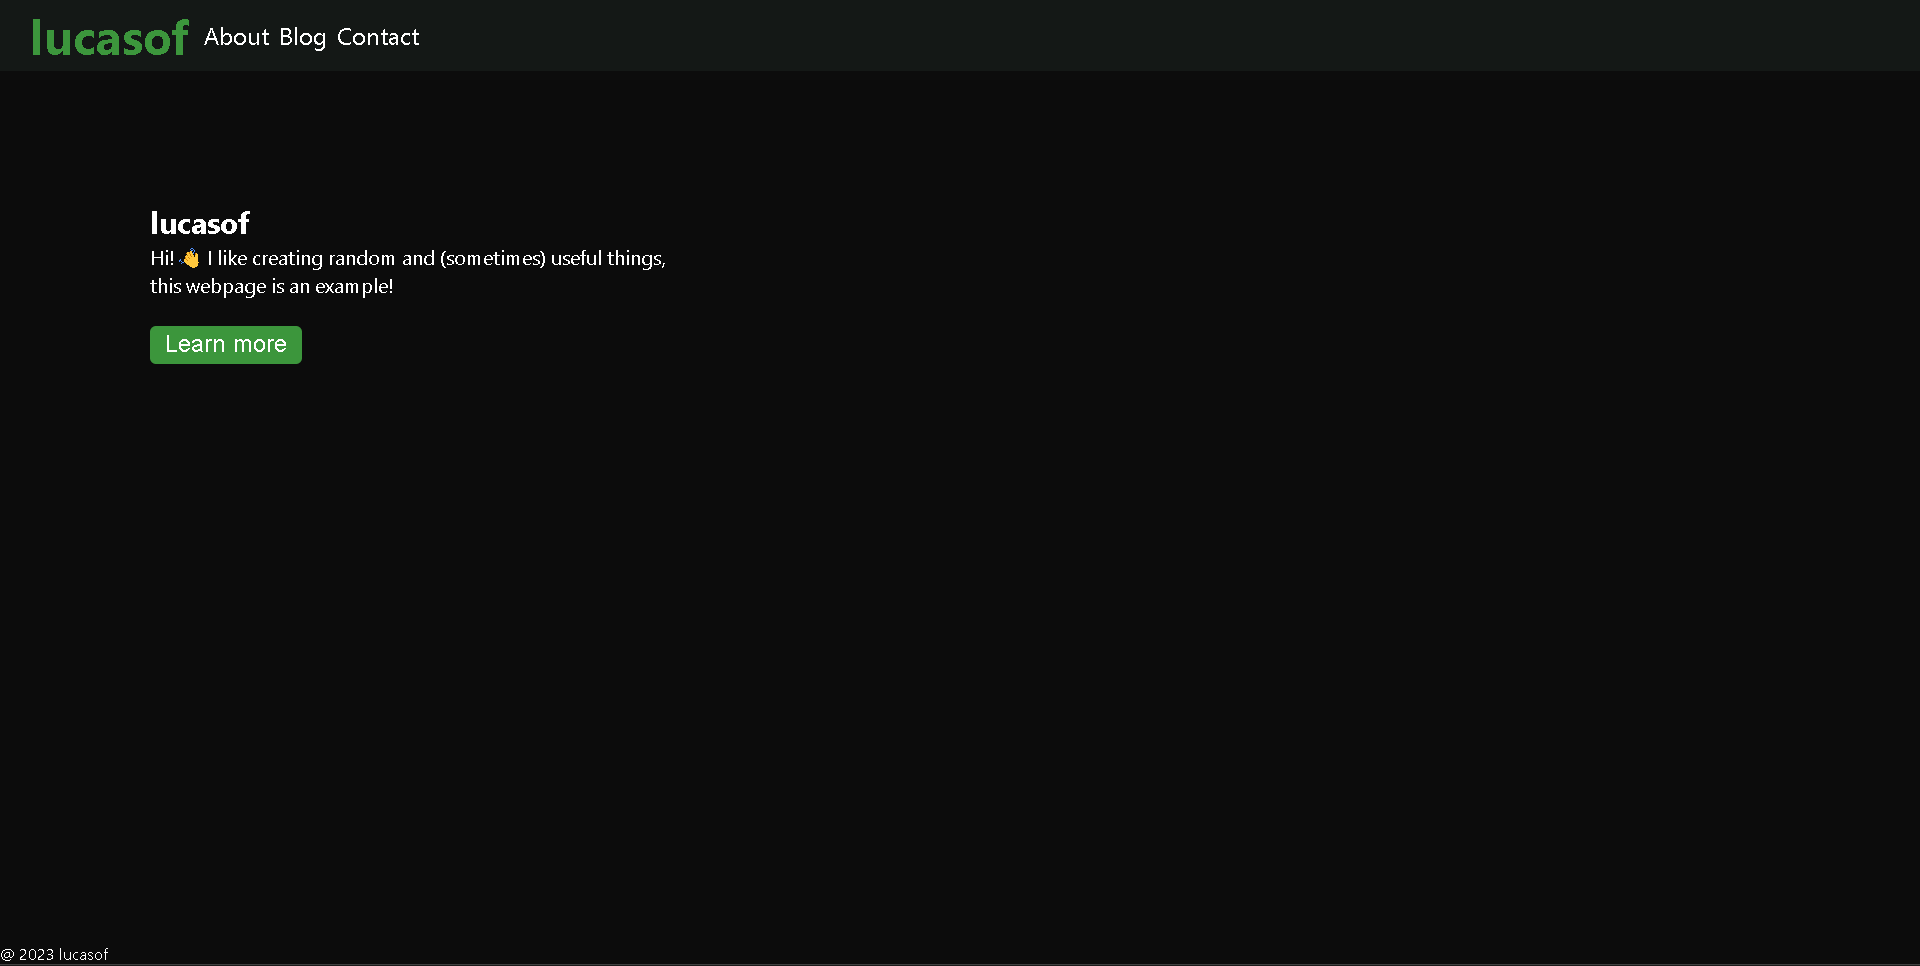 lucasof About Blog Contact
lucasof
Hi! 👋 I like creating random and (sometimes) useful things,
this webpage is an example!
Learn more
@ 2023 lucasof